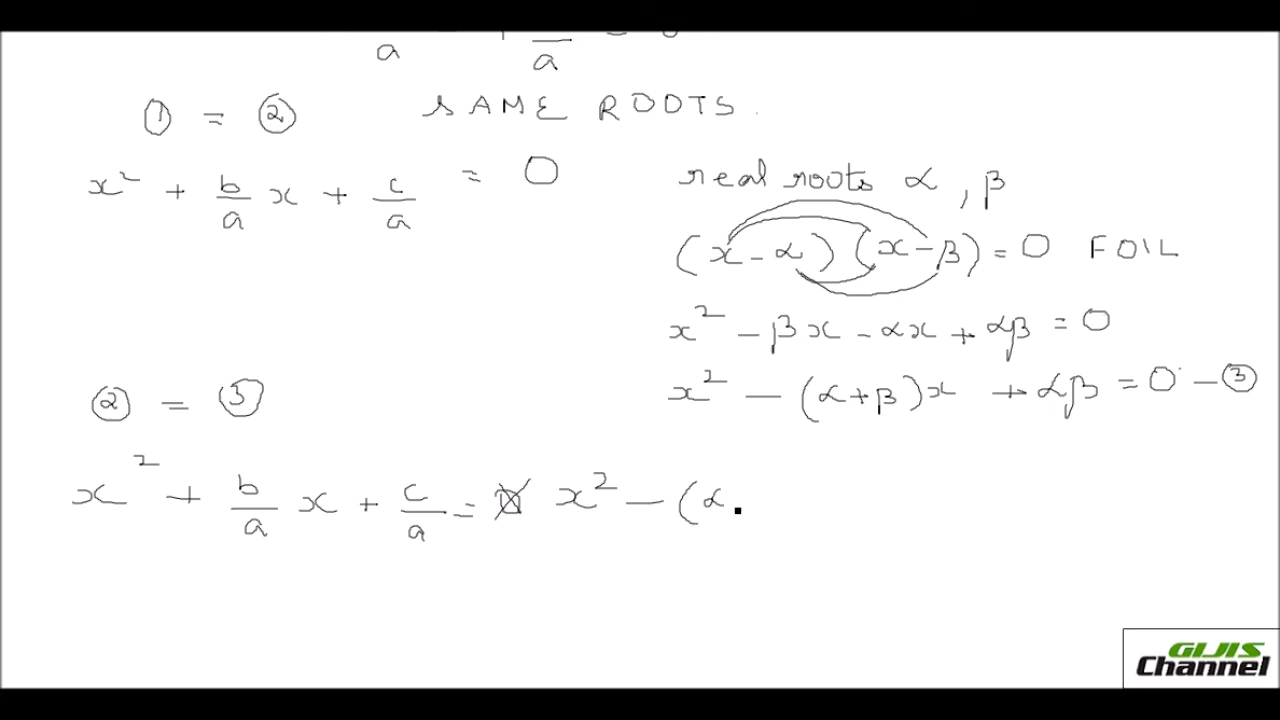 a a
① = ② SAME ROOTS.
x² + b/a x + c/a = 0
real roots α, β
(x - α)(x - β) = 0 FOIL
x² - βx - αx + αβ = 0
x² - (α+β)x + αβ = 0 - ③
② = ③
x² + b/a x + c/a = x² - (α
GIJIS
Channel